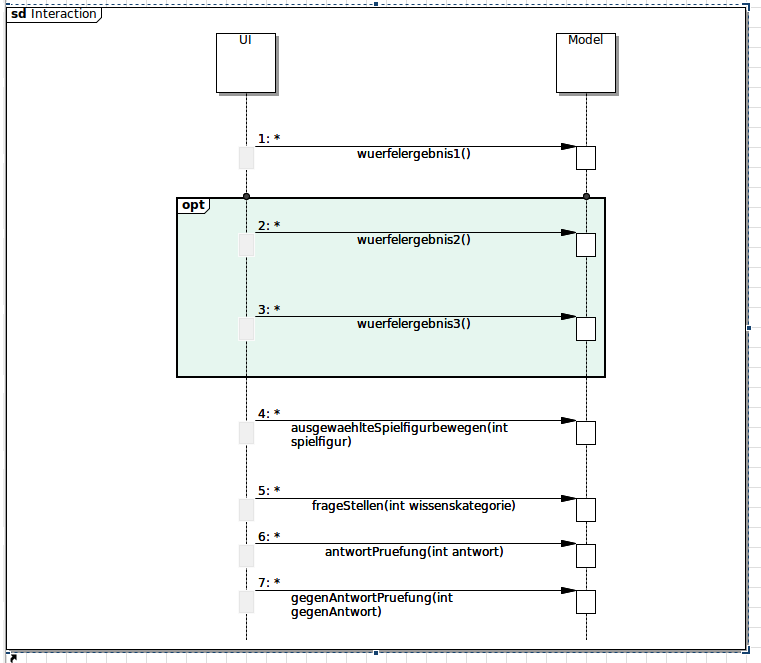 sd Interaction
UI
Model
1: *
wuerfelergebnis1()
opt
2: *
wuerfelergebnis2()
3: *
wuerfelergebnis3()
4: *
ausgewaehlteSpielfigurbewegen(int
spielfigur)
5: *
frageStellen(int wissenskategorie)
6: *
antwortPruefung(int antwort)
7: *
gegenAntwortPruefung(int
gegenAntwort)